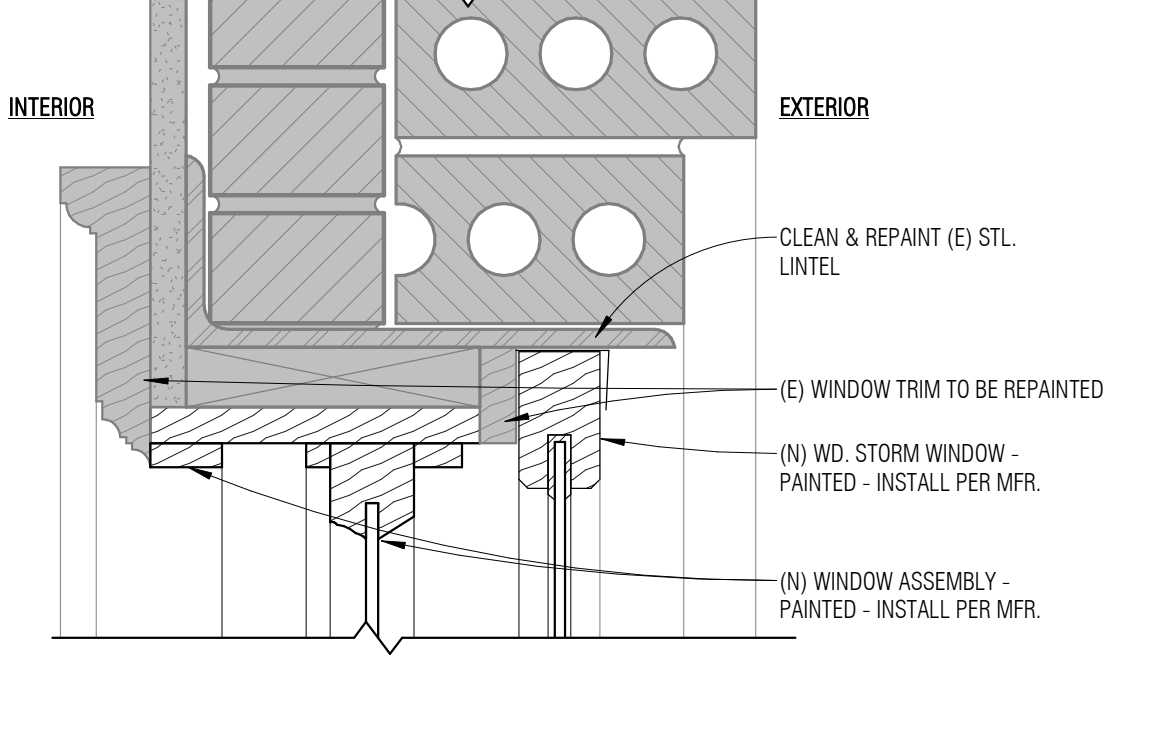 INTERIOR
EXTERIOR
CLEAN & REPAINT (E) STL.
LINTEL
(E) WINDOW TRIM TO BE REPAINTED
(N) WD. STORM WINDOW -
PAINTED - INSTALL PER MFR.
(N) WINDOW ASSEMBLY -
PAINTED - INSTALL PER MFR.